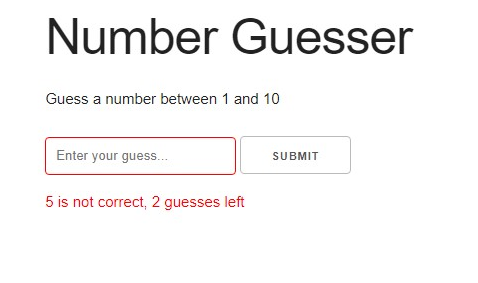 Number Guesser
Guess a number between 1 and 10
Enter your guess... SUBMIT
5 is not correct, 2 guesses left